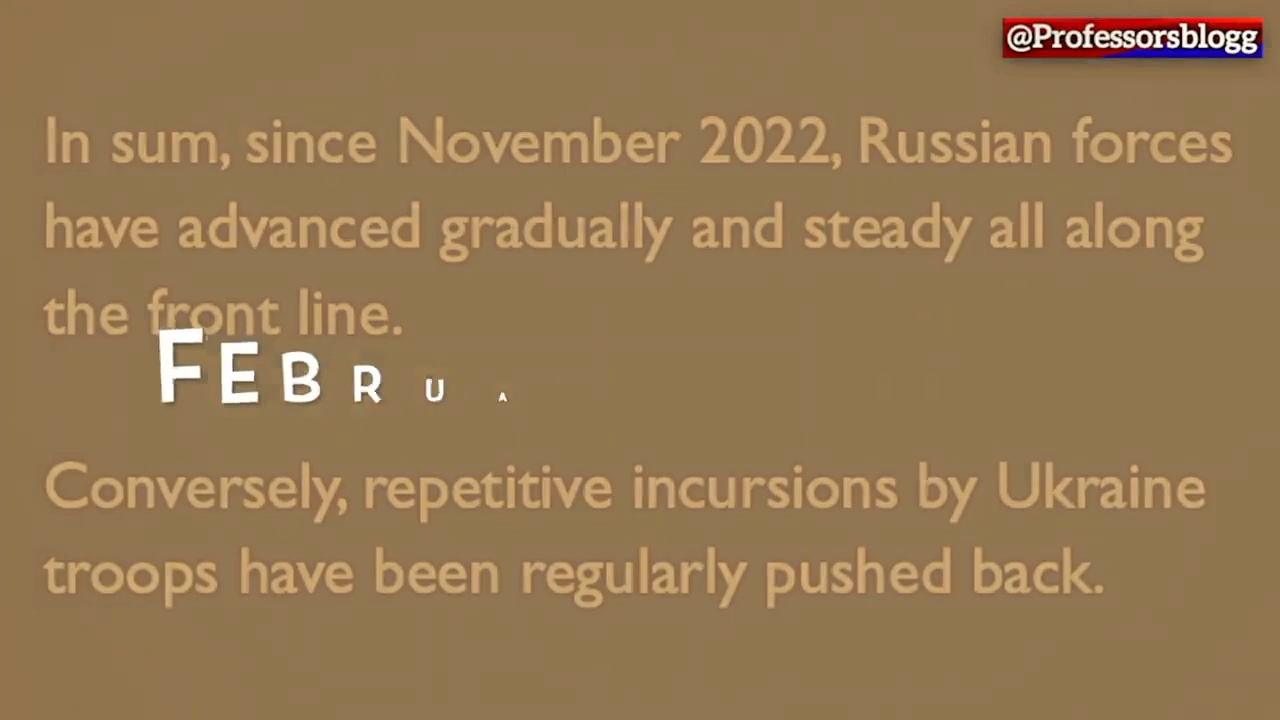 @Professorsblogg
In sum, since November 2022, Russian forces
have advanced gradually and steady all along
the front line.
FEBRUA
Conversely, repetitive incursions by Ukraine
troops have been regularly pushed back.